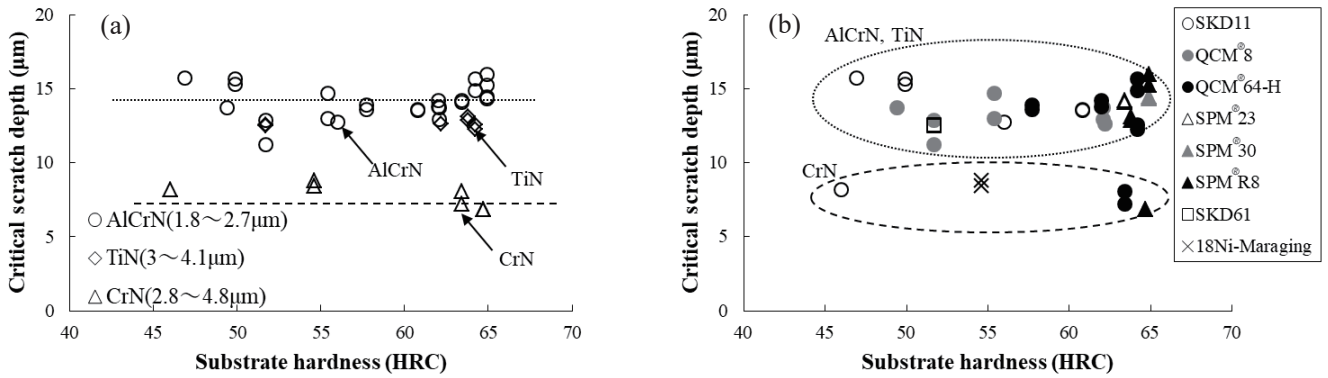 (a)
Critical scratch depth (μm)
20
15
10
5
0
AlCrN
TiN
CrN
AlCrN(1.8～2.7μm)
TiN(3～4.1μm)
CrN(2.8～4.8μm)
40 45 50 55 60 65 70
Substrate hardness (HRC)
(b)
Critical scratch depth (μm)
20
15
10
5
0
AlCrN, TiN
CrN
40 45 50 55 60 65 70
Substrate hardness (HRC)
SKD11
QCM®8
QCM®64-H
SPM®23
SPM®30
SPM®R8
SKD61
18Ni-Maraging